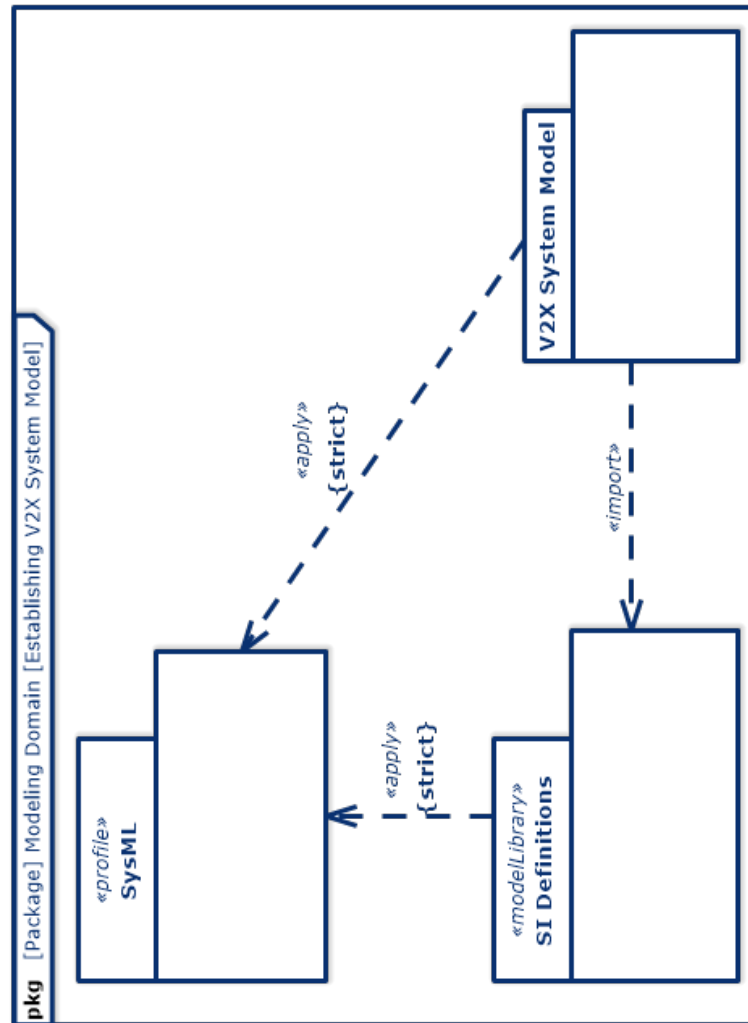 pkg [Package] Modeling Domain [Establishing V2X System Model]
«profile»
SysML
«apply»
{strict}
«apply»
{strict}
«modelLibrary»
SI Definitions
«import»
V2X System Model